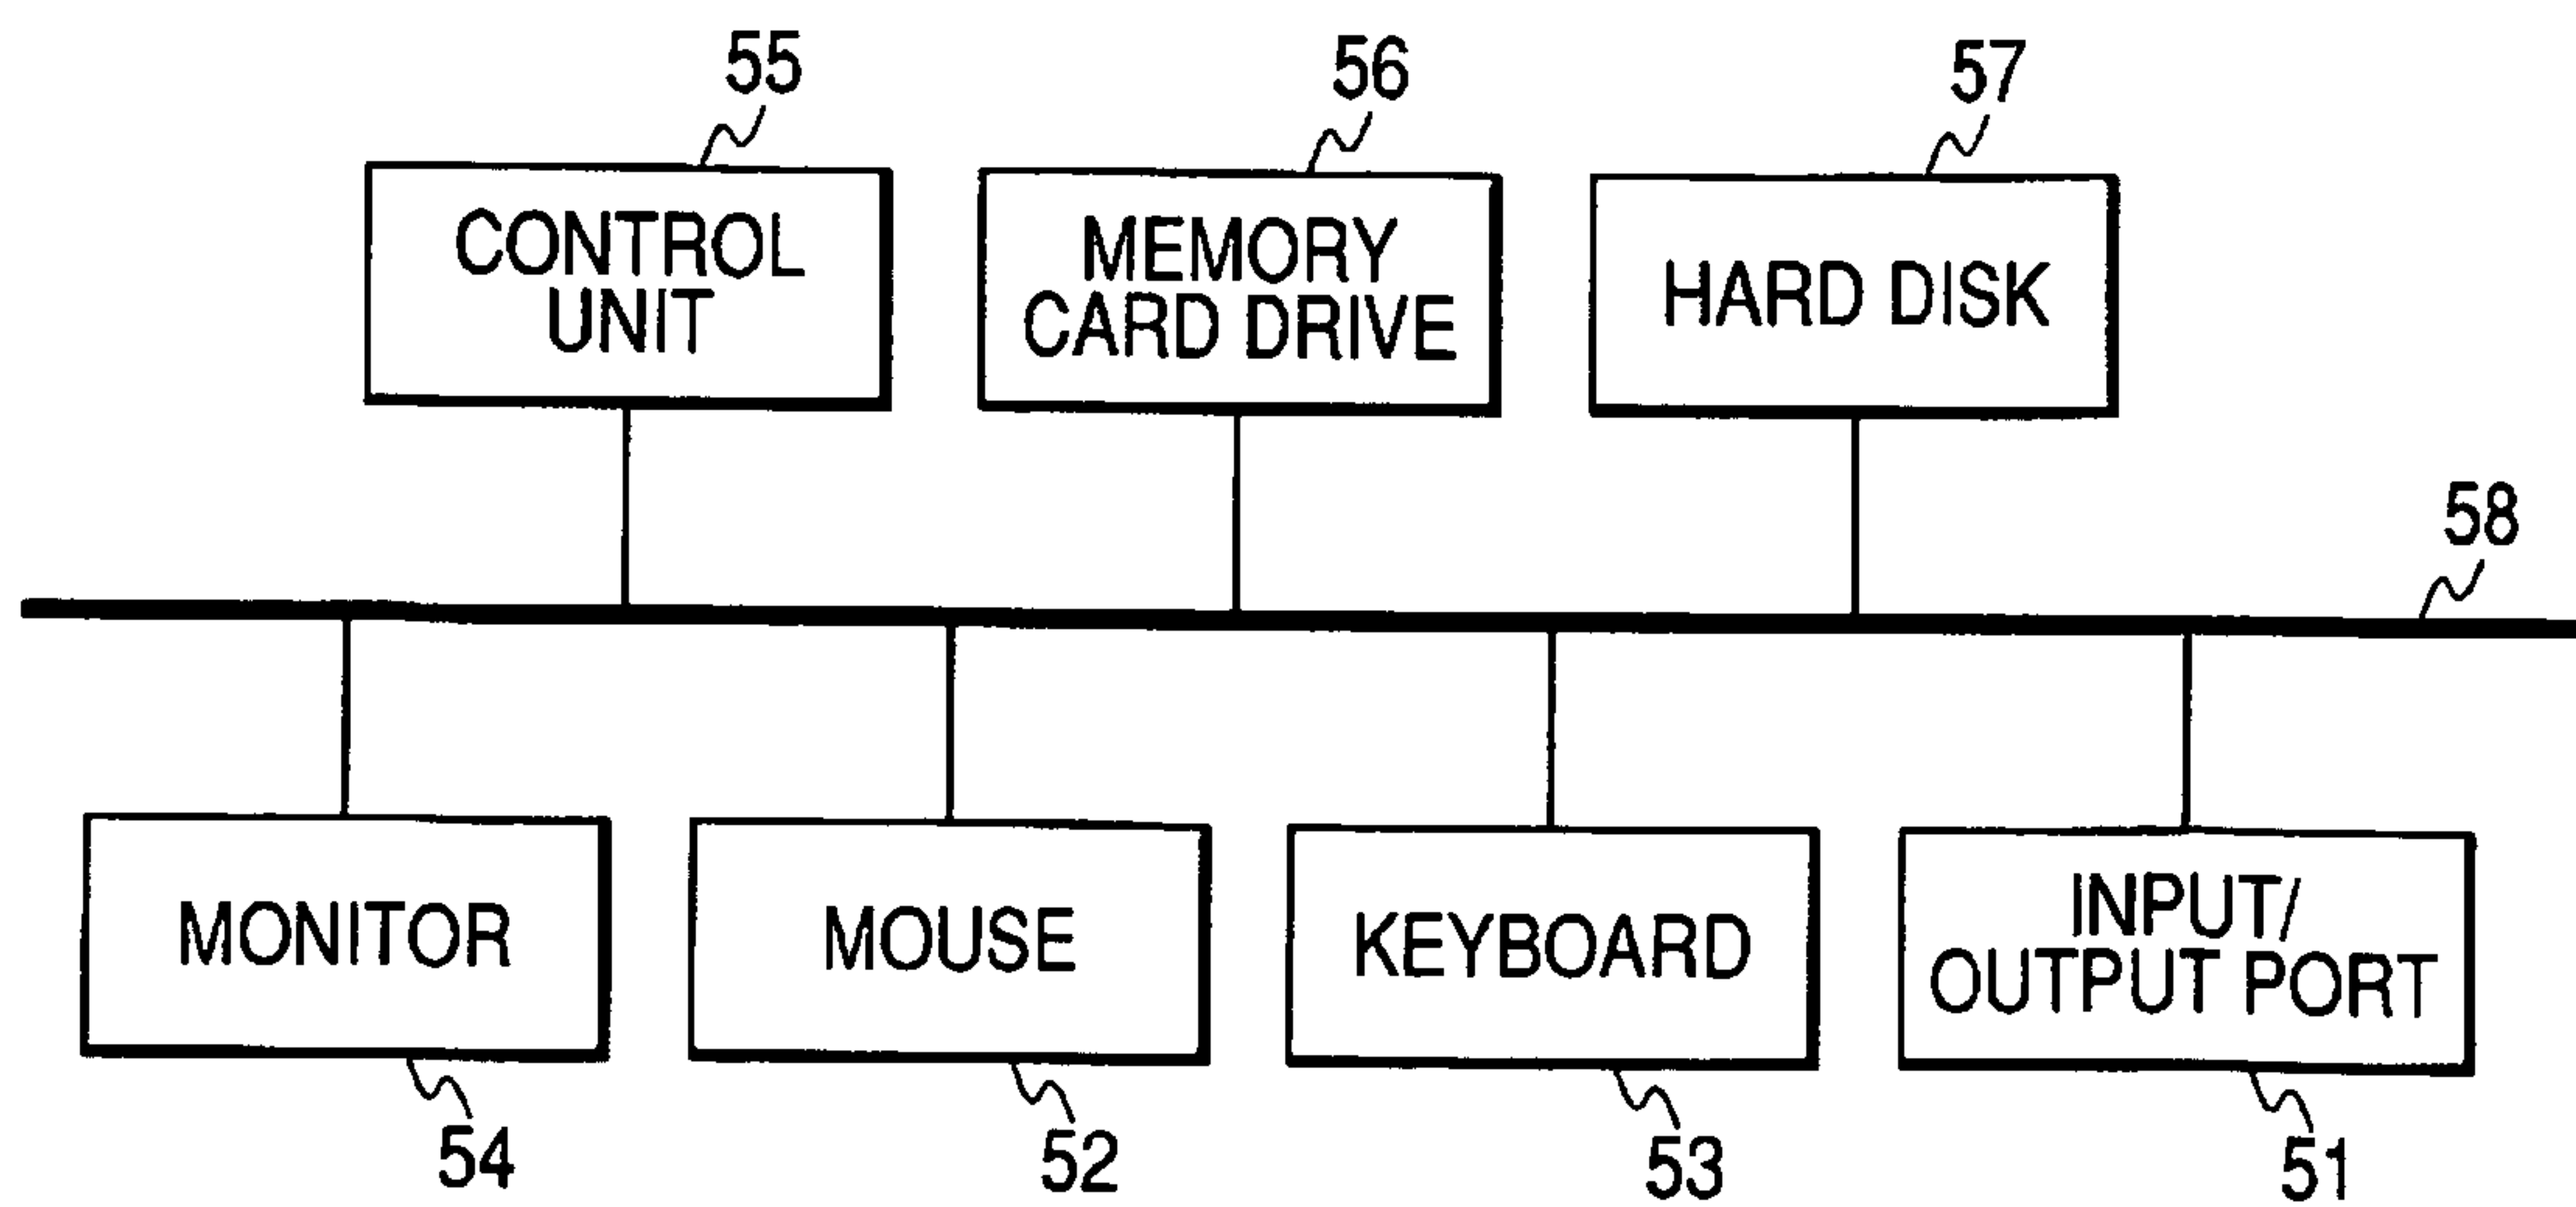 55
56
57
CONTROL
UNIT
MEMORY
CARD DRIVE
HARD DISK
58
MONITOR
MOUSE
KEYBOARD
INPUT/
OUTPUT PORT
54
52
53
51